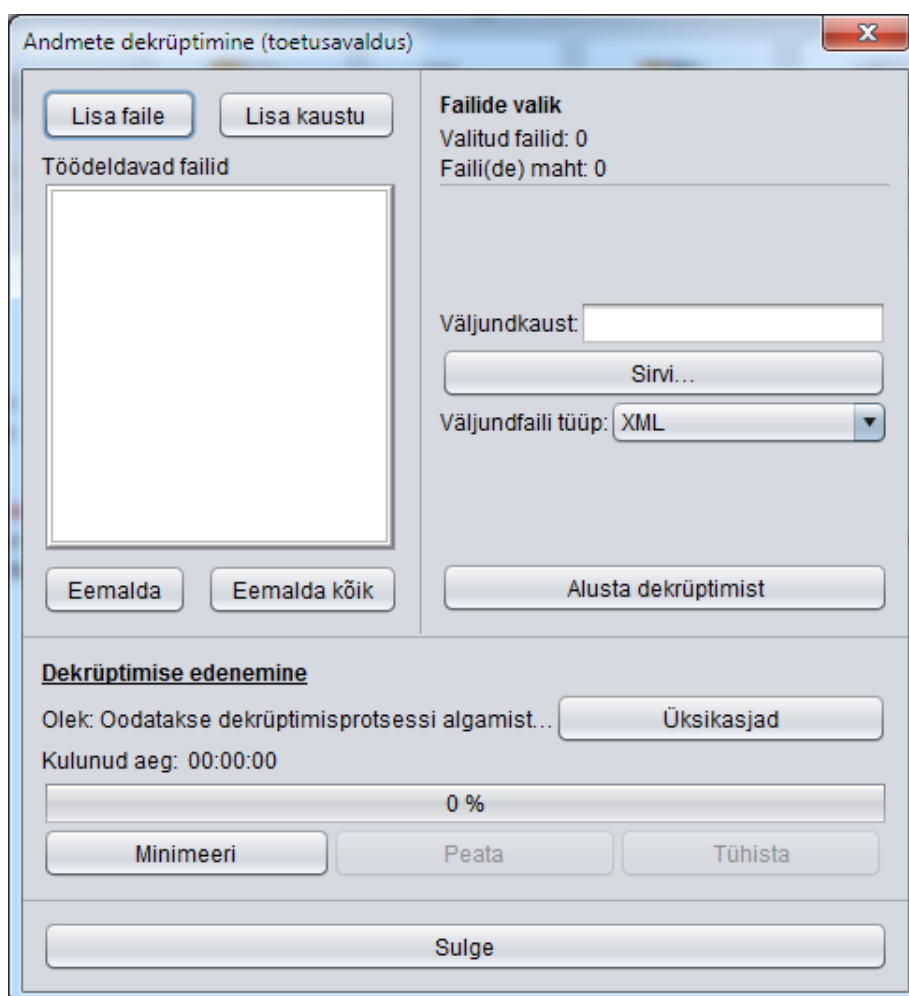 Andmete dekrüptimine (toetusavaldus)
Lisa faile
Lisa kaustu
Töödeldavad failid
Eemalda
Eemalda kõik
Failide valik
Valitud failid: 0
Faili(de) maht: 0
Väljundkaust:
Sirvi...
Väljundfaili tüüp: XML
Alusta dekrüptimist
Dekrüptimise edenemine
Olek: Oodatakse dekrüptimisprotsessi algamist...
Üksikasjad
Kulunud aeg: 00:00:00
0 %
Minimeeri
Peata
Tühista
Sulge